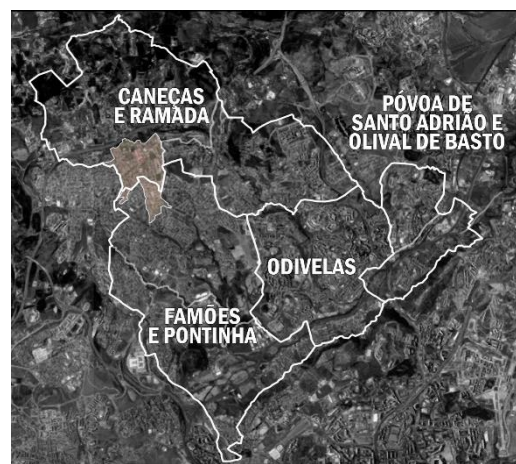 CANEÇAS
E RAMADA
PÓVOA DE
SANTO ADRIÃO E
OLIVAL DE BASTO
ODIVELAS
FAMÕES
E PONTINHA